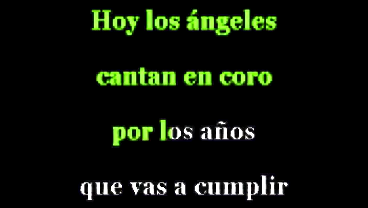 Hoy los ángeles
cantan en coro
por los años
que vas a cumplir